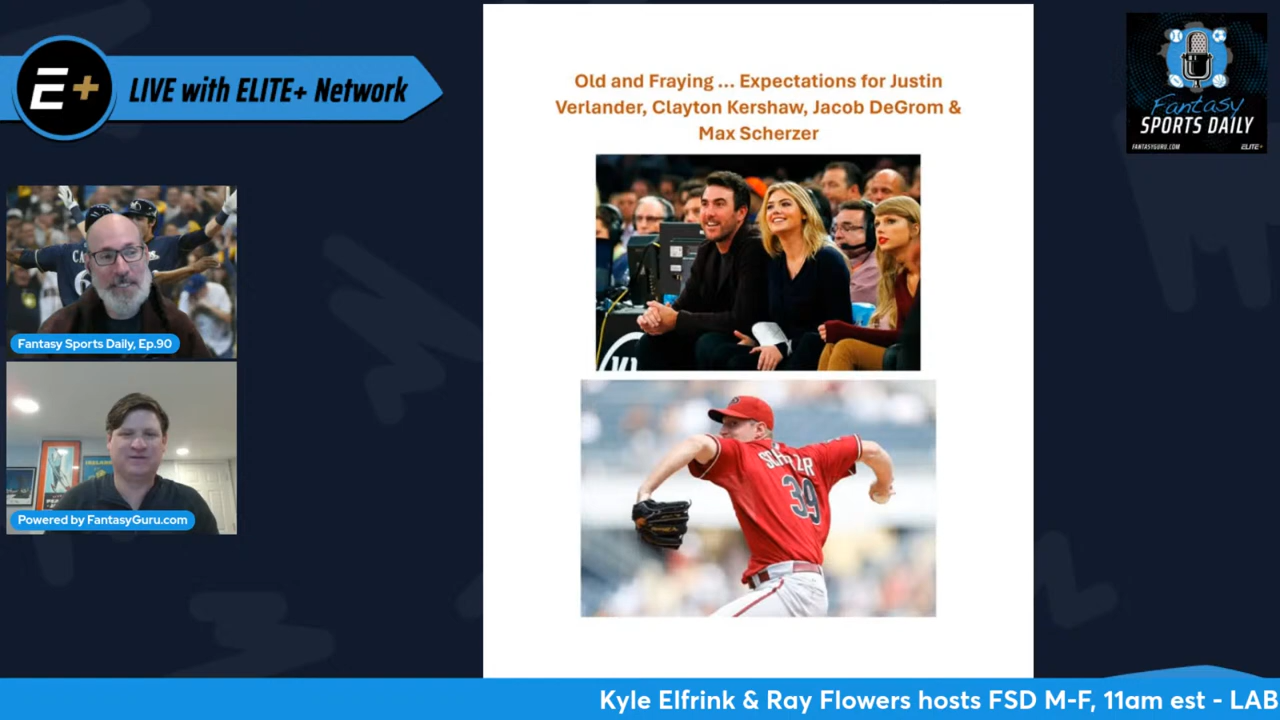 E+
LIVE with ELITE+ Network
Fantasy
SPORTS DAILY
FANTASYGURU.COM
ELITE+
Old and Fraying ... Expectations for Justin
Verlander, Clayton Kershaw, Jacob DeGrom &
Max Scherzer
Fantasy Sports Daily, Ep.90
Powered by FantasyGuru.com
39
Kyle Elfrink & Ray Flowers hosts FSD M-F, 11am est - LAB